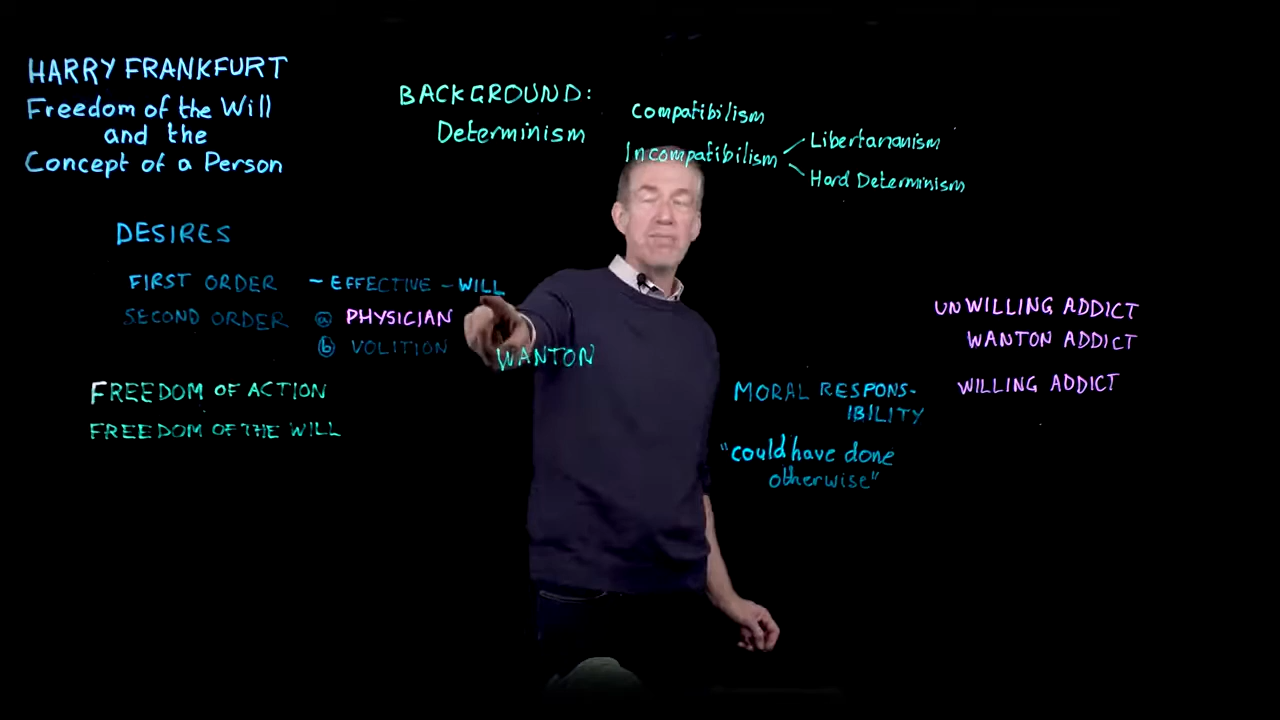 HARRY FRANKFURT
Freedom of the Will
and the
Concept of a Person
BACKGROUND:
Determinism
Compatibilism
Incompatibilism
Libertarianism
Hard Determinism
DESIRES
FIRST ORDER - EFFECTIVE - WILL
SECOND ORDER ⓐ PHYSICIAN
ⓑ VOLITION
WANTON
FREEDOM OF ACTION
FREEDOM OF THE WILL
MORAL RESPONS-
IBILITY
"could have done
otherwise"
UNWILLING ADDICT
WANTON ADDICT
WILLING ADDICT